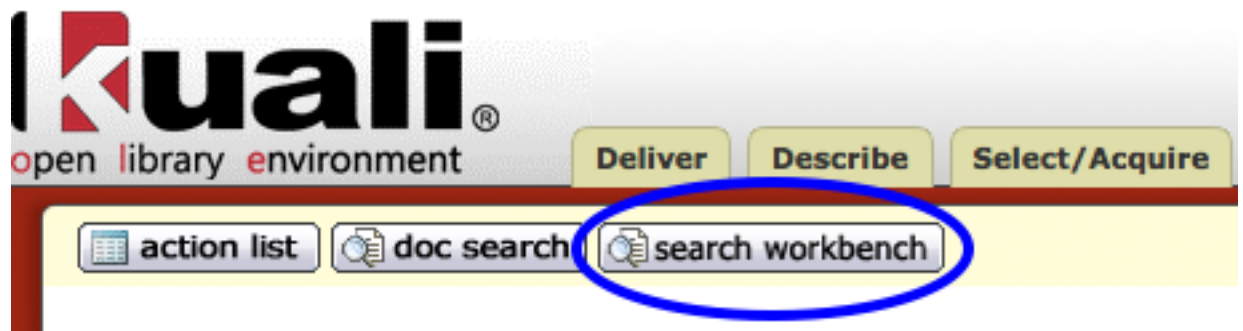 kuali®
open library environment
Deliver Describe Select/Acquire
action list doc search search workbench